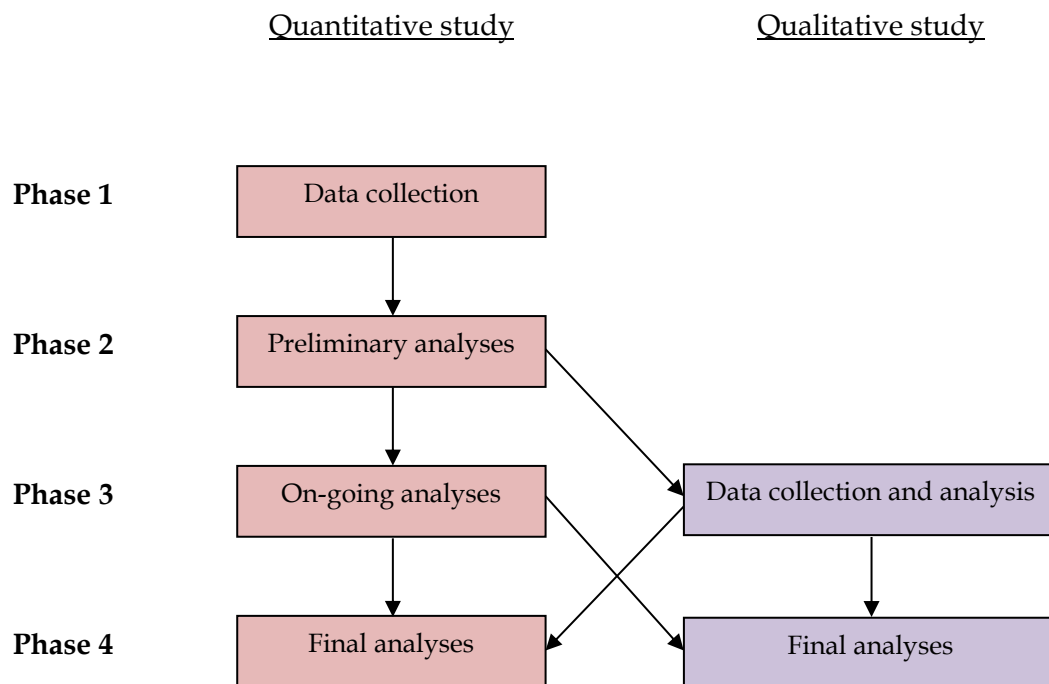 Quantitative study
Qualitative study
Phase 1
Data collection
Phase 2
Preliminary analyses
Phase 3
On-going analyses
Data collection and analysis
Phase 4
Final analyses
Final analyses